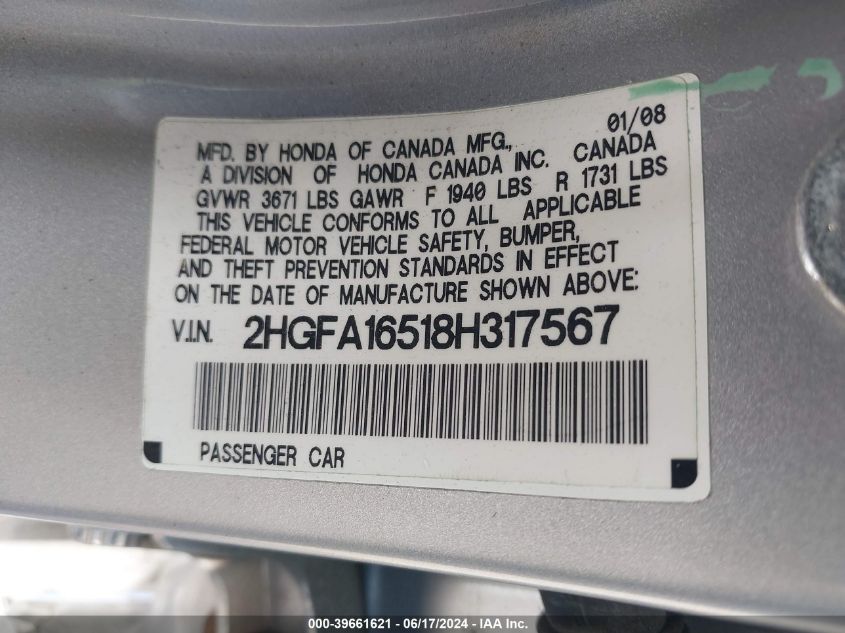 01/08
MFD. BY HONDA OF CANADA MFG.,
A DIVISION OF HONDA CANADA INC. CANADA
GVWR 3671 LBS GAWR F 1940 LBS R 1731 LBS
THIS VEHICLE CONFORMS TO ALL APPLICABLE
FEDERAL MOTOR VEHICLE SAFETY, BUMPER,
AND THEFT PREVENTION STANDARDS IN EFFECT
ON THE DATE OF MANUFACTURE SHOWN ABOVE:
V.I.N. 2HGFA16518H317567
PASSENGER CAR
000-39661621 - 06/17/2024 - IAA Inc.